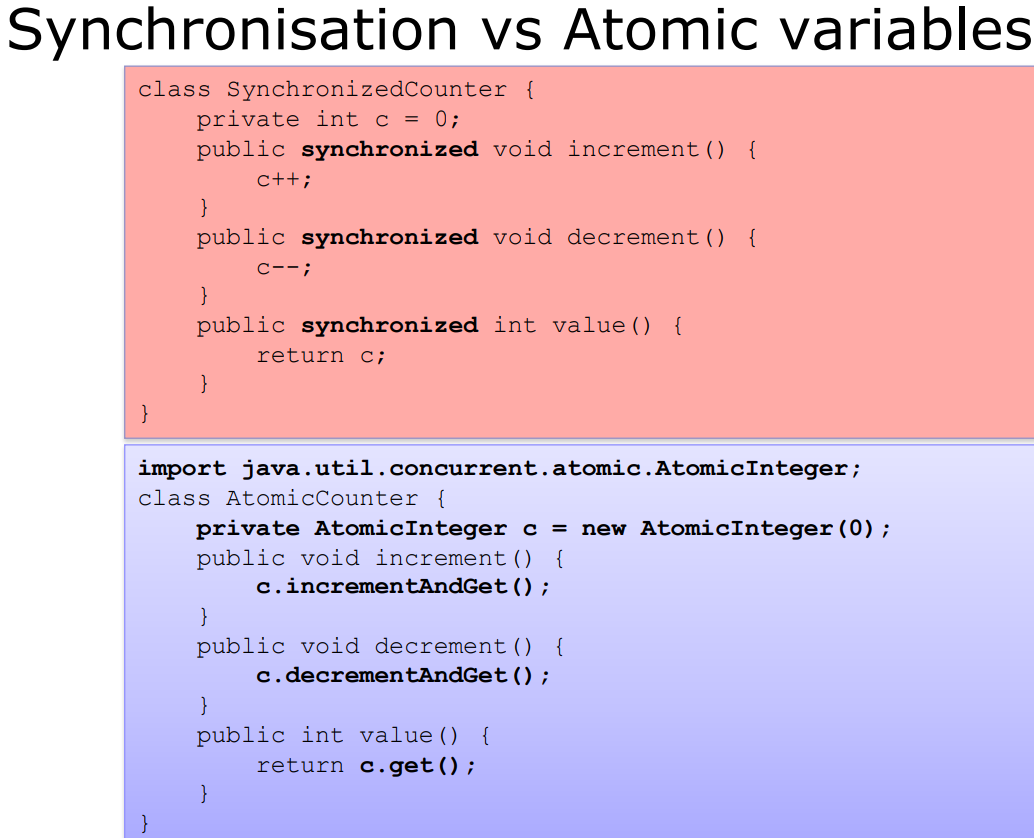 Synchronisation vs Atomic variables
class SynchronizedCounter {
    private int c = 0;
    public synchronized void increment() {
        c++;
    }
    public synchronized void decrement() {
        c--;
    }
    public synchronized int value() {
        return c;
    }
}
import java.util.concurrent.atomic.AtomicInteger;
class AtomicCounter {
    private AtomicInteger c = new AtomicInteger(0);
    public void increment() {
        c.incrementAndGet();
    }
    public void decrement() {
        c.decrementAndGet();
    }
    public int value() {
        return c.get();
    }
}